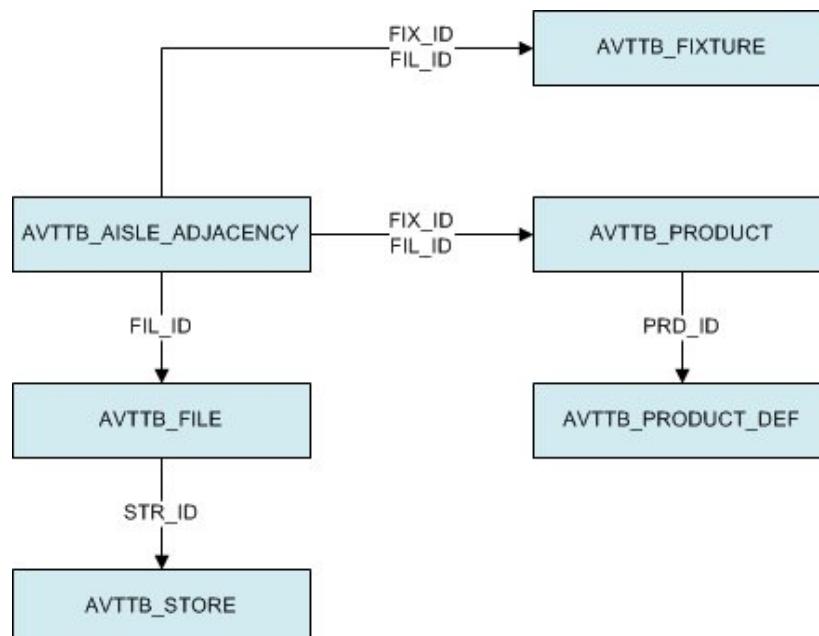 FIX_ID
FIL_ID
AVTTB_FIXTURE
AVTTB_AISLE_ADJACENCY
FIX_ID
FIL_ID
AVTTB_PRODUCT
FIL_ID
PRD_ID
AVTTB_FILE
AVTTB_PRODUCT_DEF
STR_ID
AVTTB_STORE